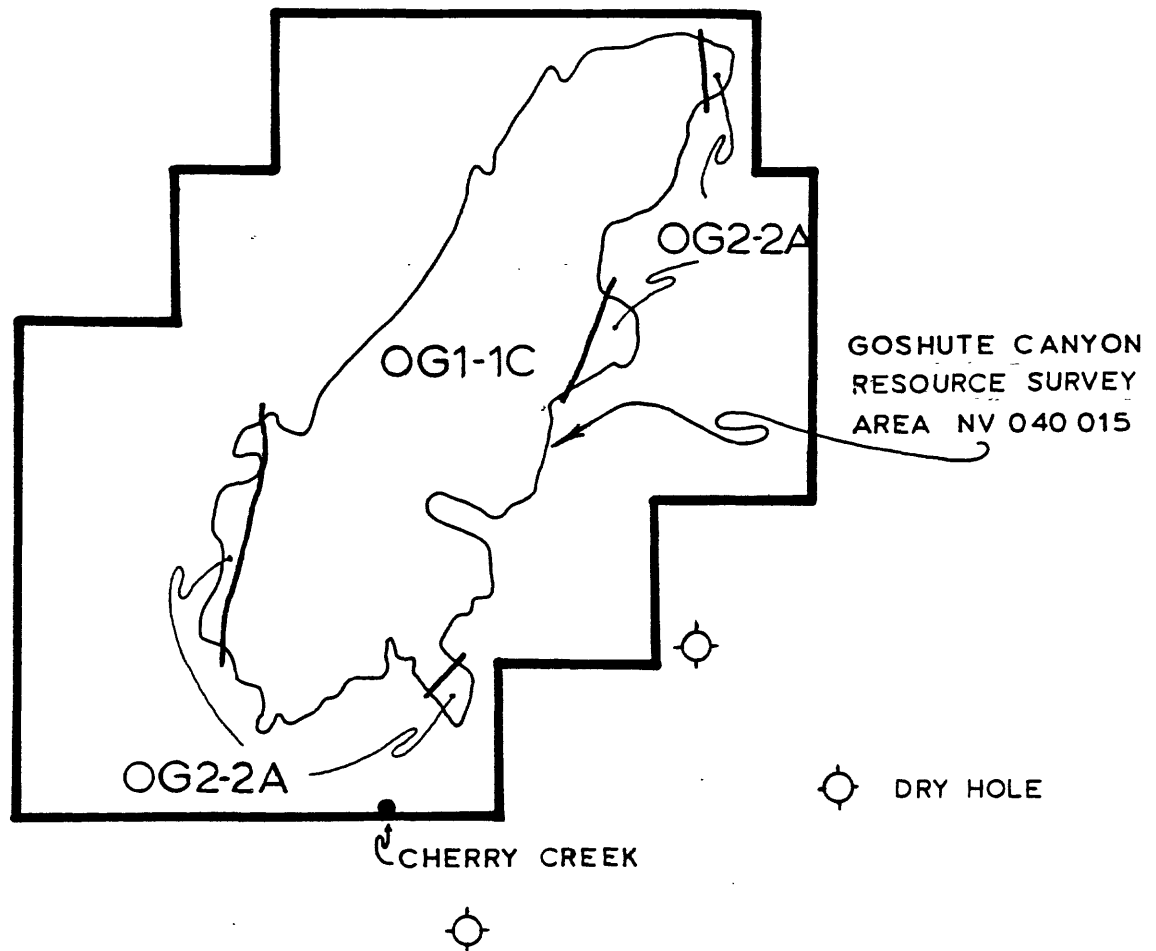 OG2-2A
OG1-1C
GOSHUTE CANYON
RESOURCE SURVEY
AREA NV 040 015
OG2-2A
DRY HOLE
CHERRY CREEK